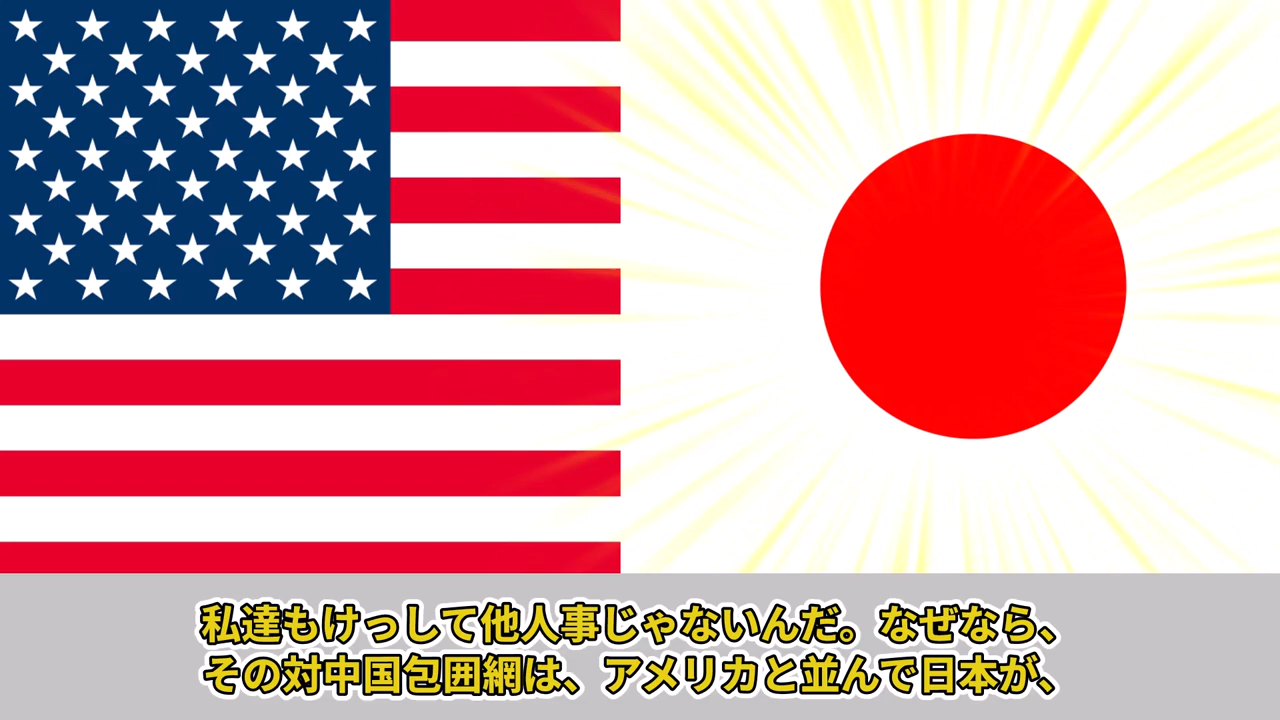 私達もけっして他人事じゃないんだ。なぜなら、
その対中国包囲網は、アメリカと並んで日本が、